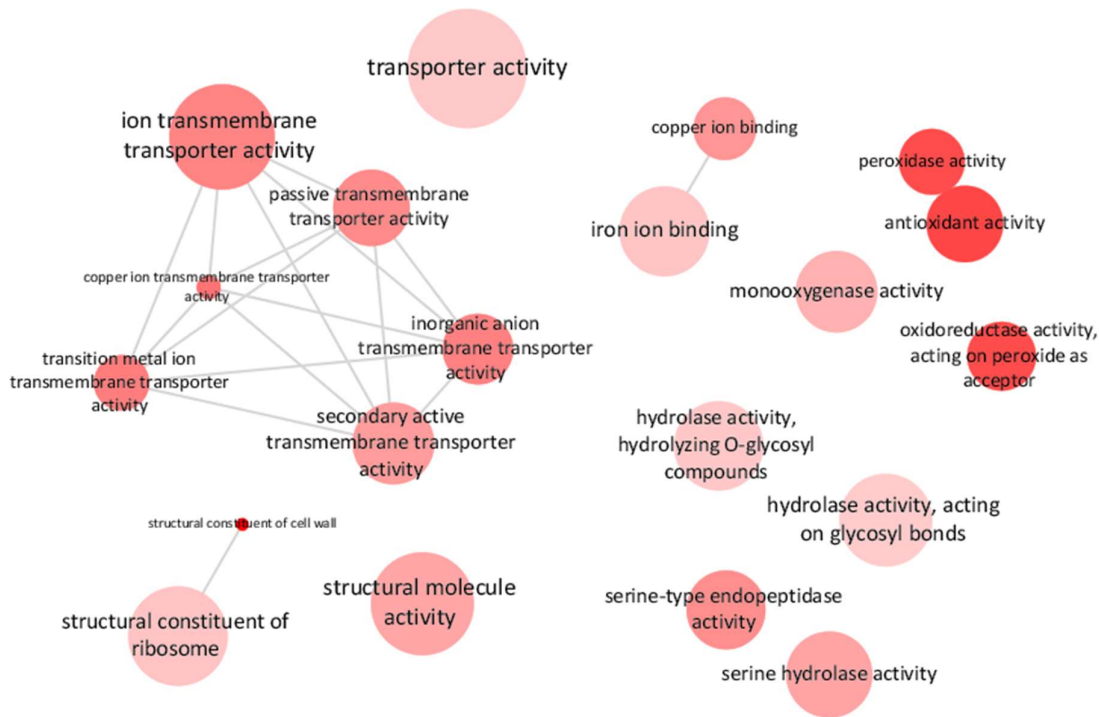 transporter activity
ion transmembrane
transporter activity
passive transmembrane
transporter activity
copper ion transmembrane transporter
activity
inorganic anion
transmembrane transporter
activity
transition metal ion
transmembrane transporter
activity
secondary active
transmembrane transporter
activity
structural constituent of cell wall
structural constituent of
ribosome
structural molecule
activity
copper ion binding
iron ion binding
peroxidase activity
antioxidant activity
monooxygenase activity
oxidoreductase activity,
acting on peroxide as
acceptor
hydrolase activity,
hydrolyzing O-glycosyl
compounds
hydrolase activity, acting
on glycosyl bonds
serine-type endopeptidase
activity
serine hydrolase activity